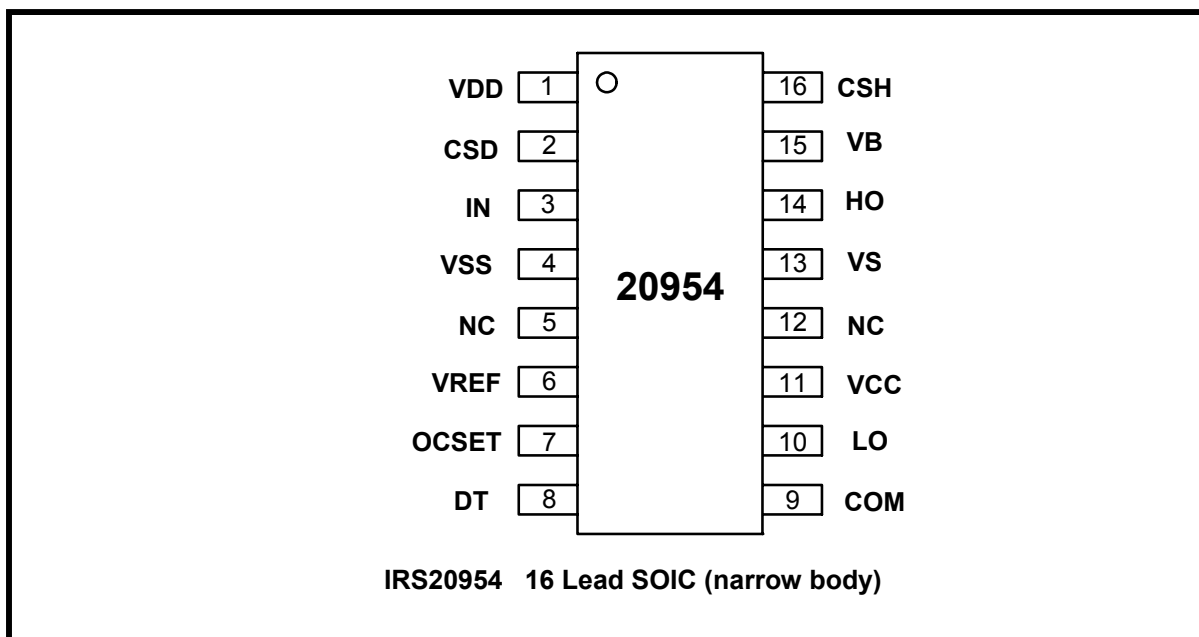 VDD 1 16 CSH
CSD 2 15 VB
IN 3 14 HO
VSS 4 13 VS
20954
NC 5 12 NC
VREF 6 11 VCC
OCSET 7 10 LO
DT 8 9 COM
IRS20954 16 Lead SOIC (narrow body)